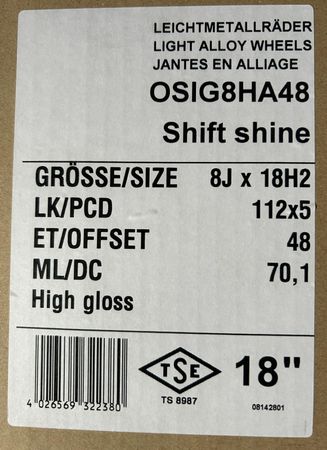 LEICHTMETALLRÄDER
LIGHT ALLOY WHEELS
JANTES EN ALLIAGE
OSIG8HA48
Shift shine
GRÖSSE/SIZE 8J x 18H2
LK/PCD 112x5
ET/OFFSET 48
ML/DC 70,1
High gloss
TSE
TS 8987
18"
4 026569 322380
08142801